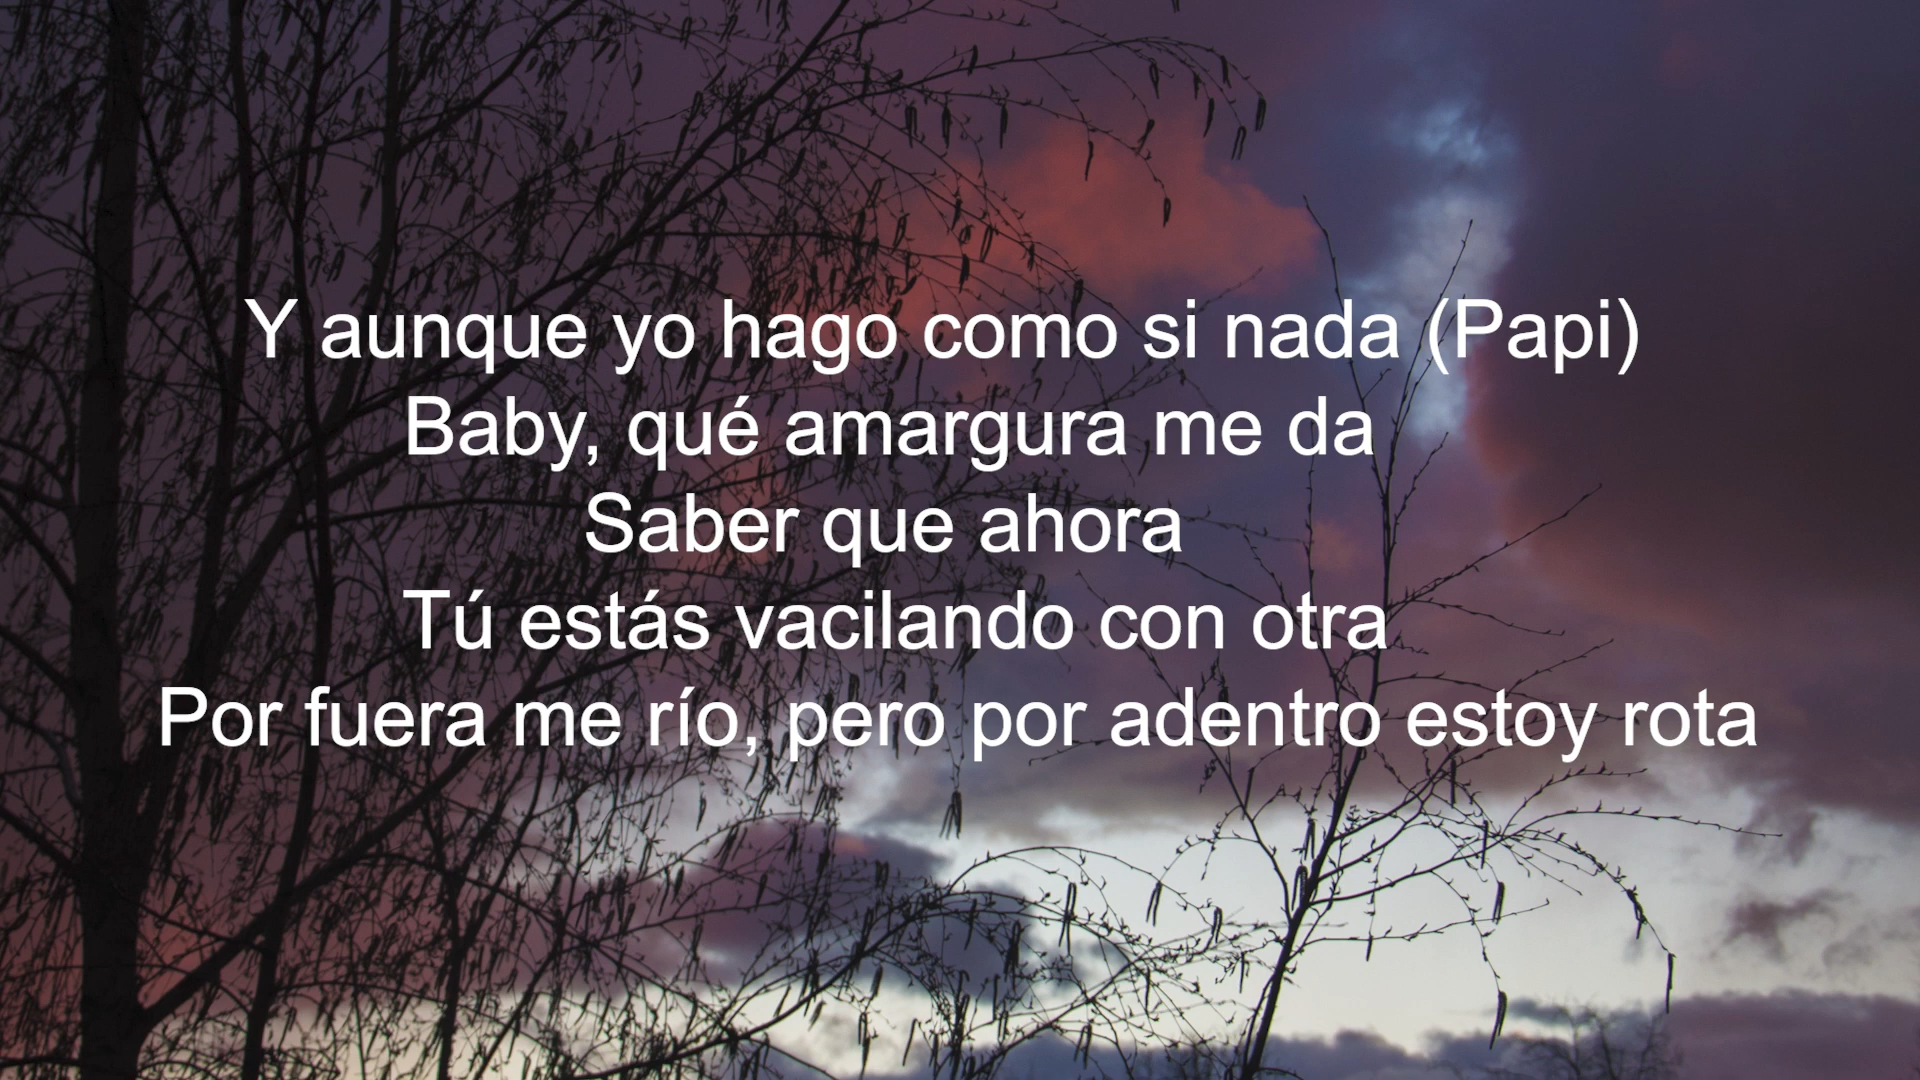 Y aunque yo hago como si nada (Papi)
Baby, qué amargura me da
Saber que ahora
Tú estás vacilando con otra
Por fuera me río, pero por adentro estoy rota